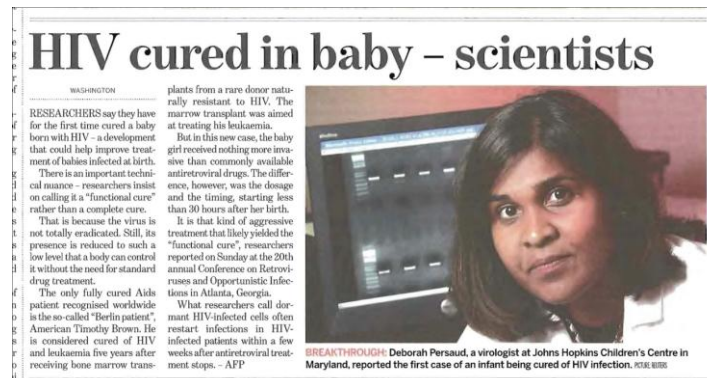 HIV cured in baby – scientists
WASHINGTON
RESEARCHERS say they have
for the first time cured a baby
born with HIV – a development
that could help improve treat-
ment of babies infected at birth.
There is an important techni-
cal nuance – researchers insist
on calling it a “functional cure”
rather than a complete cure.
That is because the virus is
not totally eradicated. Still, its
presence is reduced to such a
low level that a body can control
it without the need for standard
drug treatment.
The only fully cured Aids
patient recognised worldwide
is the so-called “Berlin patient”,
American Timothy Brown. He
is considered cured of HIV
and leukaemia five years after
receiving bone marrow trans-
plants from a rare donor natu-
rally resistant to HIV. The
marrow transplant was aimed
at treating his leukaemia.
But in this new case, the baby
girl received nothing more inva-
sive than commonly available
antiretroviral drugs. The differ-
ence, however, was the dosage
and the timing, starting less
than 30 hours after her birth.
It is that kind of aggressive
treatment that likely yielded the
“functional cure”, researchers
reported on Sunday at the 20th
annual Conference on Retrovi-
ruses and Opportunistic Infec-
tions in Atlanta, Georgia.
What researchers call dor-
mant HIV-infected cells often
restart infections in HIV-
infected patients within a few
weeks after antiretroviral treat-
ment stops. – AFP
BREAKTHROUGH: Deborah Persaud, a virologist at Johns Hopkins Children’s Centre in
Maryland, reported the first case of an infant being cured of HIV infection. PICTURE: REUTERS